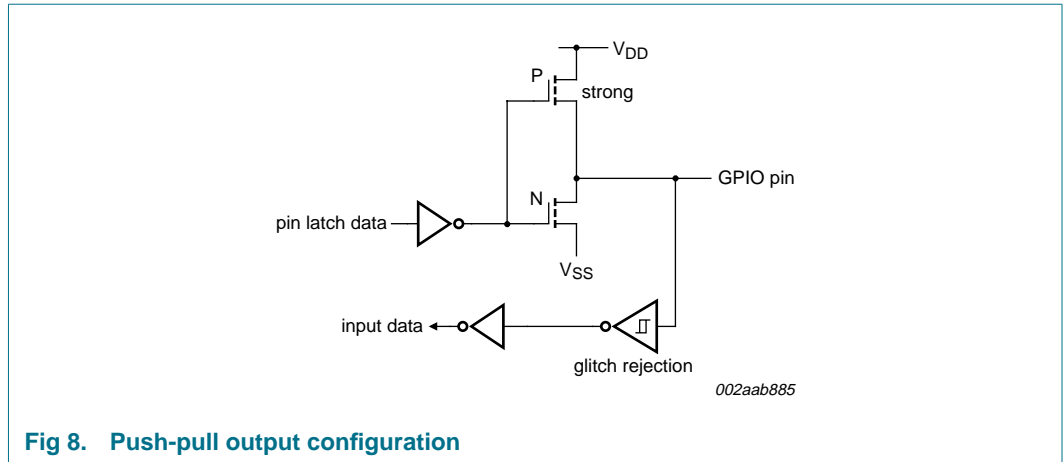 VDD
P
strong
GPIO pin
N
pin latch data
VSS
input data
glitch rejection
002aab885
Fig 8. Push-pull output configuration